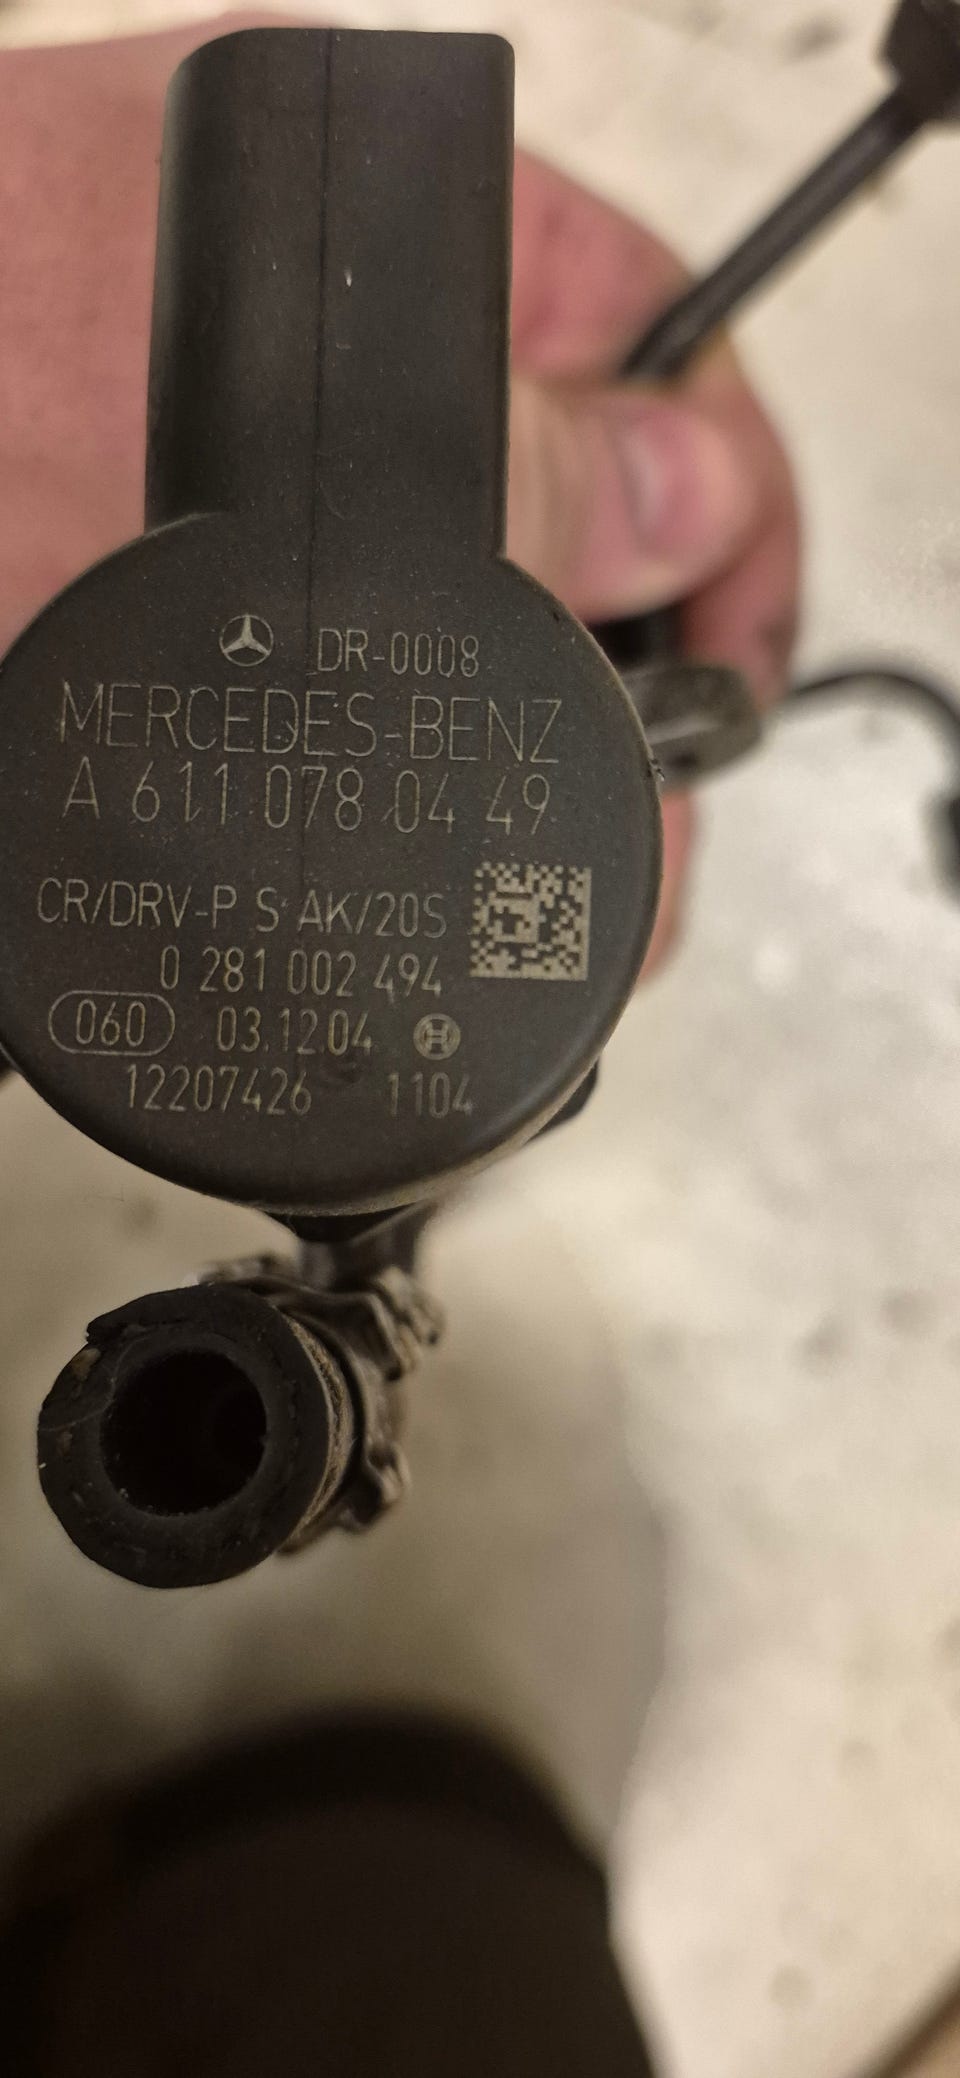 DR-0008
MERCEDES-BENZ
A 611 078 04 49
CR/DRV-P S AK/20S
0 281 002 494
060 03.12.04
12207426 1104